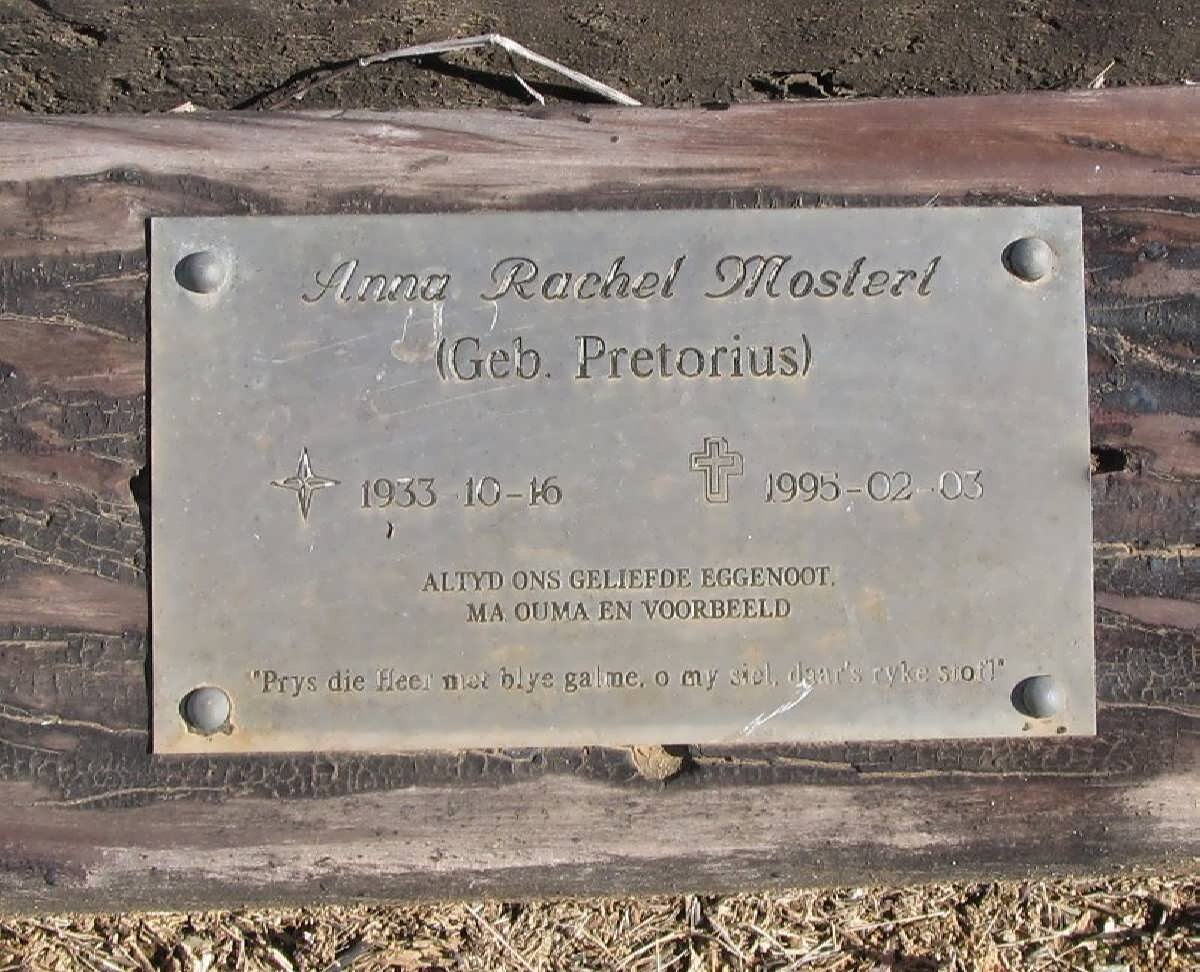 Anna Rachel Mostert
(Geb. Pretorius)
1933-10-16 1995-02-03
ALTYD ONS GELIEFDE EGGENOOT,
MA OUMA EN VOORBEELD
"Prys die Heer met blye galme, o my siel, daar's ryke stof!"